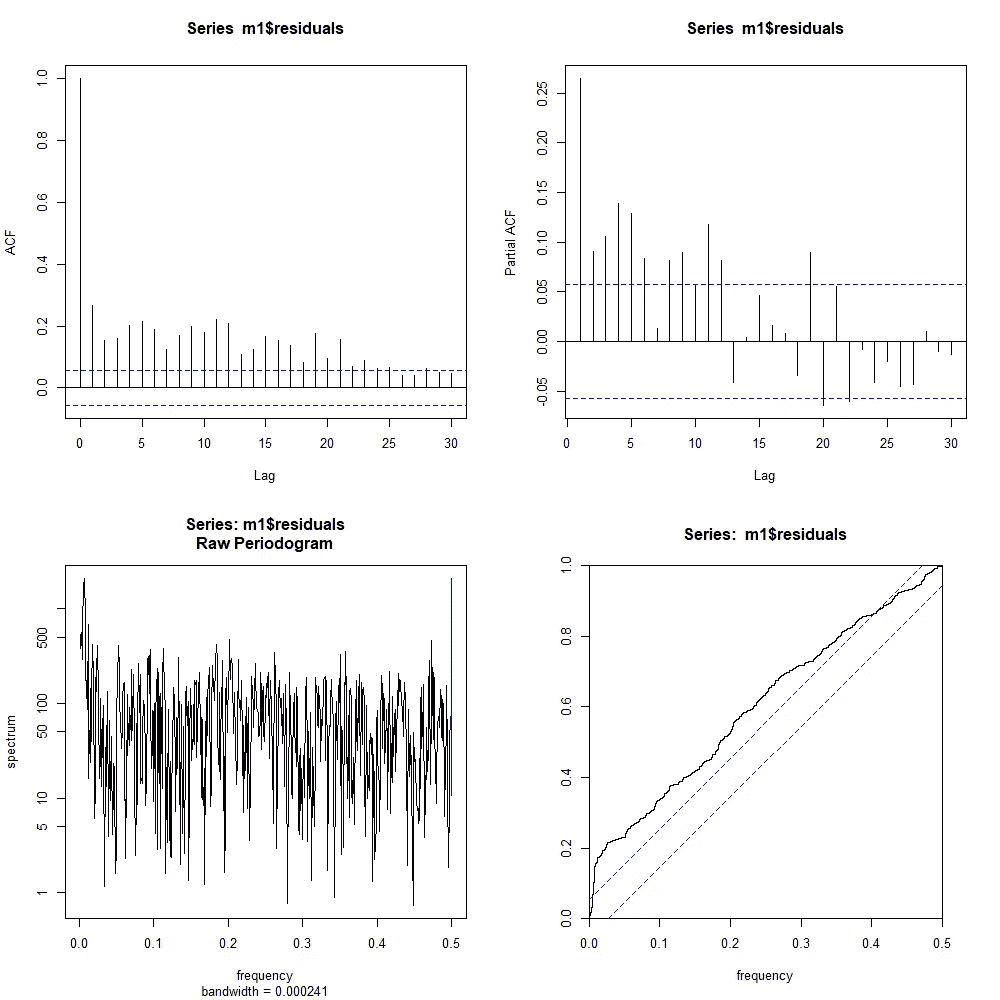 Series  m1$residuals
ACF
1.0
0.8
0.6
0.4
0.2
0.0
0 5 10 15 20 25 30
Lag
Series  m1$residuals
Partial ACF
0.25
0.20
0.15
0.10
0.05
0.00
-0.05
0 5 10 15 20 25 30
Lag
Series: m1$residuals
Raw Periodogram
spectrum
500
100
50
10
5
1
0.0 0.1 0.2 0.3 0.4 0.5
frequency
bandwidth = 0.000241
Series:  m1$residuals
1.0
0.8
0.6
0.4
0.2
0.0
0.0 0.1 0.2 0.3 0.4 0.5
frequency